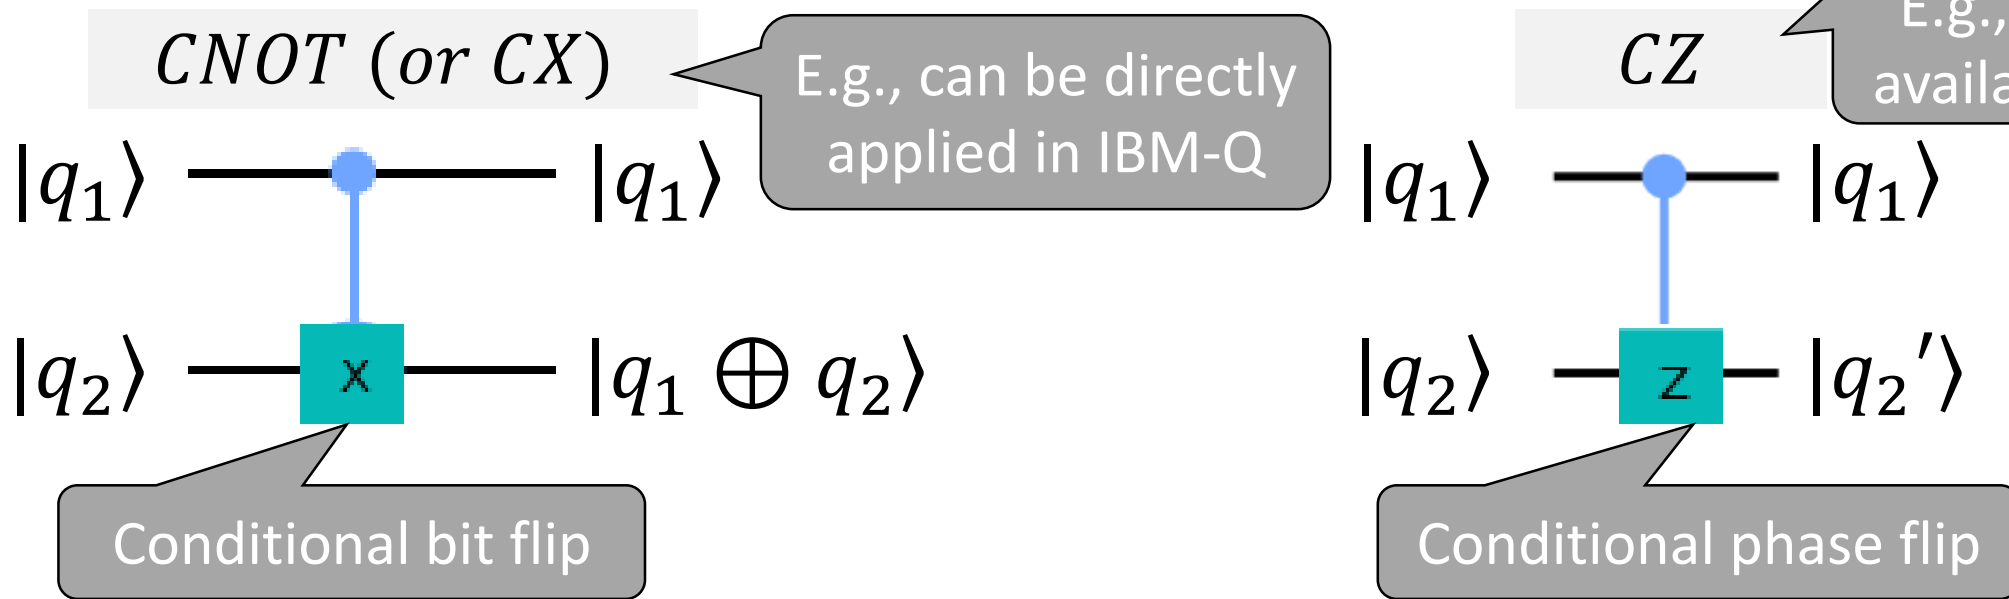 CNOT (or CX)
E.g., can be directly
applied in IBM-Q
|q₁⟩
|q₁⟩
|q₂⟩
X
|q₁ ⊕ q₂⟩
Conditional bit flip
CZ
E.g.,
|q₁⟩
|q₁⟩
|q₂⟩
Z
|q₂′⟩
Conditional phase flip